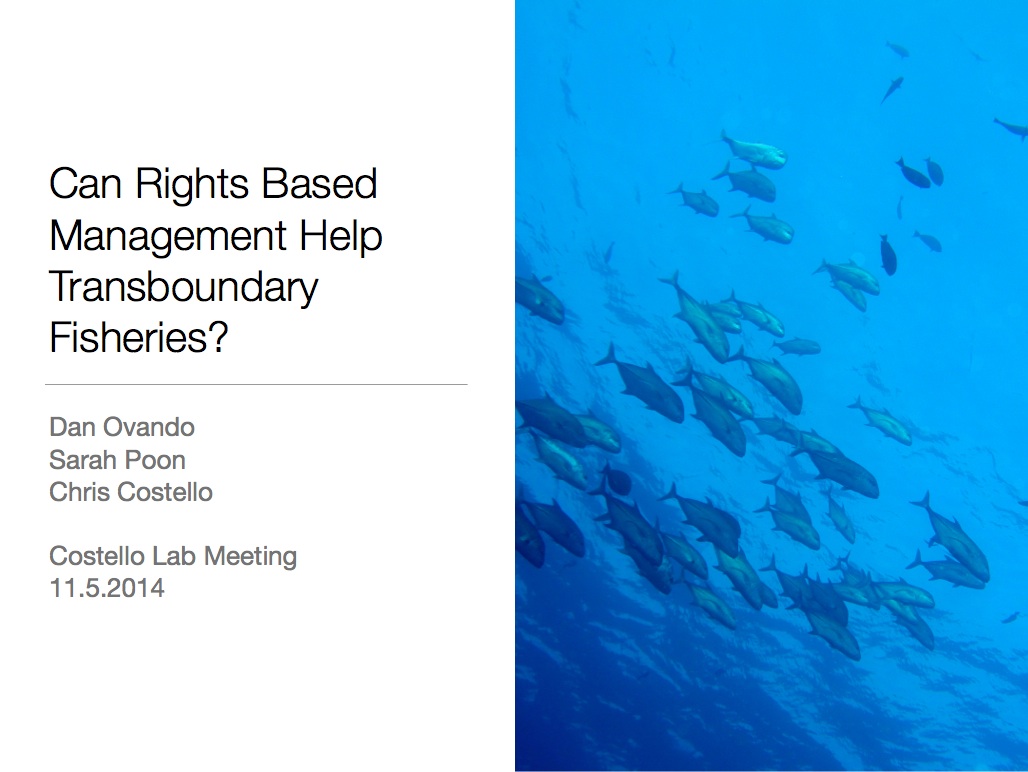 Can Rights Based
Management Help
Transboundary
Fisheries?
Dan Ovando
Sarah Poon
Chris Costello
Costello Lab Meeting
11.5.2014